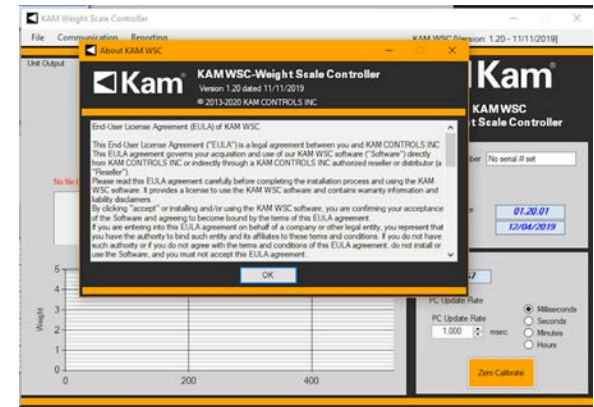 KAM Weight Scale Controller
File Communication Reporting
KAM WSC [Version: 1.20 - 11/11/2019]
Unit Output
About KAM WSC
Kam
KAM WSC-Weight Scale Controller
Version 1.20 dated 11/11/2019
© 2013-2020 KAM CONTROLS INC
End-User License Agreement (EULA) of KAM WSC
This End-User License Agreement ("EULA") is a legal agreement between you and KAM CONTROLS INC
This EULA agreement governs your acquisition and use of our KAM WSC software ("Software") directly
from KAM CONTROLS INC or indirectly through a KAM CONTROLS INC authorized reseller or distributor (a
"Reseller").
Please read this EULA agreement carefully before completing the installation process and using the KAM
WSC software. It provides a license to use the KAM WSC software and contains warranty information and
liability disclaimers.
By clicking "accept" or installing and/or using the KAM WSC software, you are confirming your acceptance
of the Software and agreeing to become bound by the terms of this EULA agreement.
If you are entering into this EULA agreement on behalf of a company or other legal entity, you represent that
you have the authority to bind such entity and its affiliates to these terms and conditions. If you do not have
such authority or if you do not agree with the terms and conditions of this EULA agreement, do not install or
use the Software, and you must not accept this EULA agreement.
OK
Kam
KAM WSC
t Scale Controller
ber No serial # set
No file
01.20.01
12/04/2019
PC Update Rate
PC Update Rate
1.000 msec
Milliseconds
Seconds
Minutes
Hours
Zero Calibrate
Weight
5
4
3
2
1
0
0 200 400